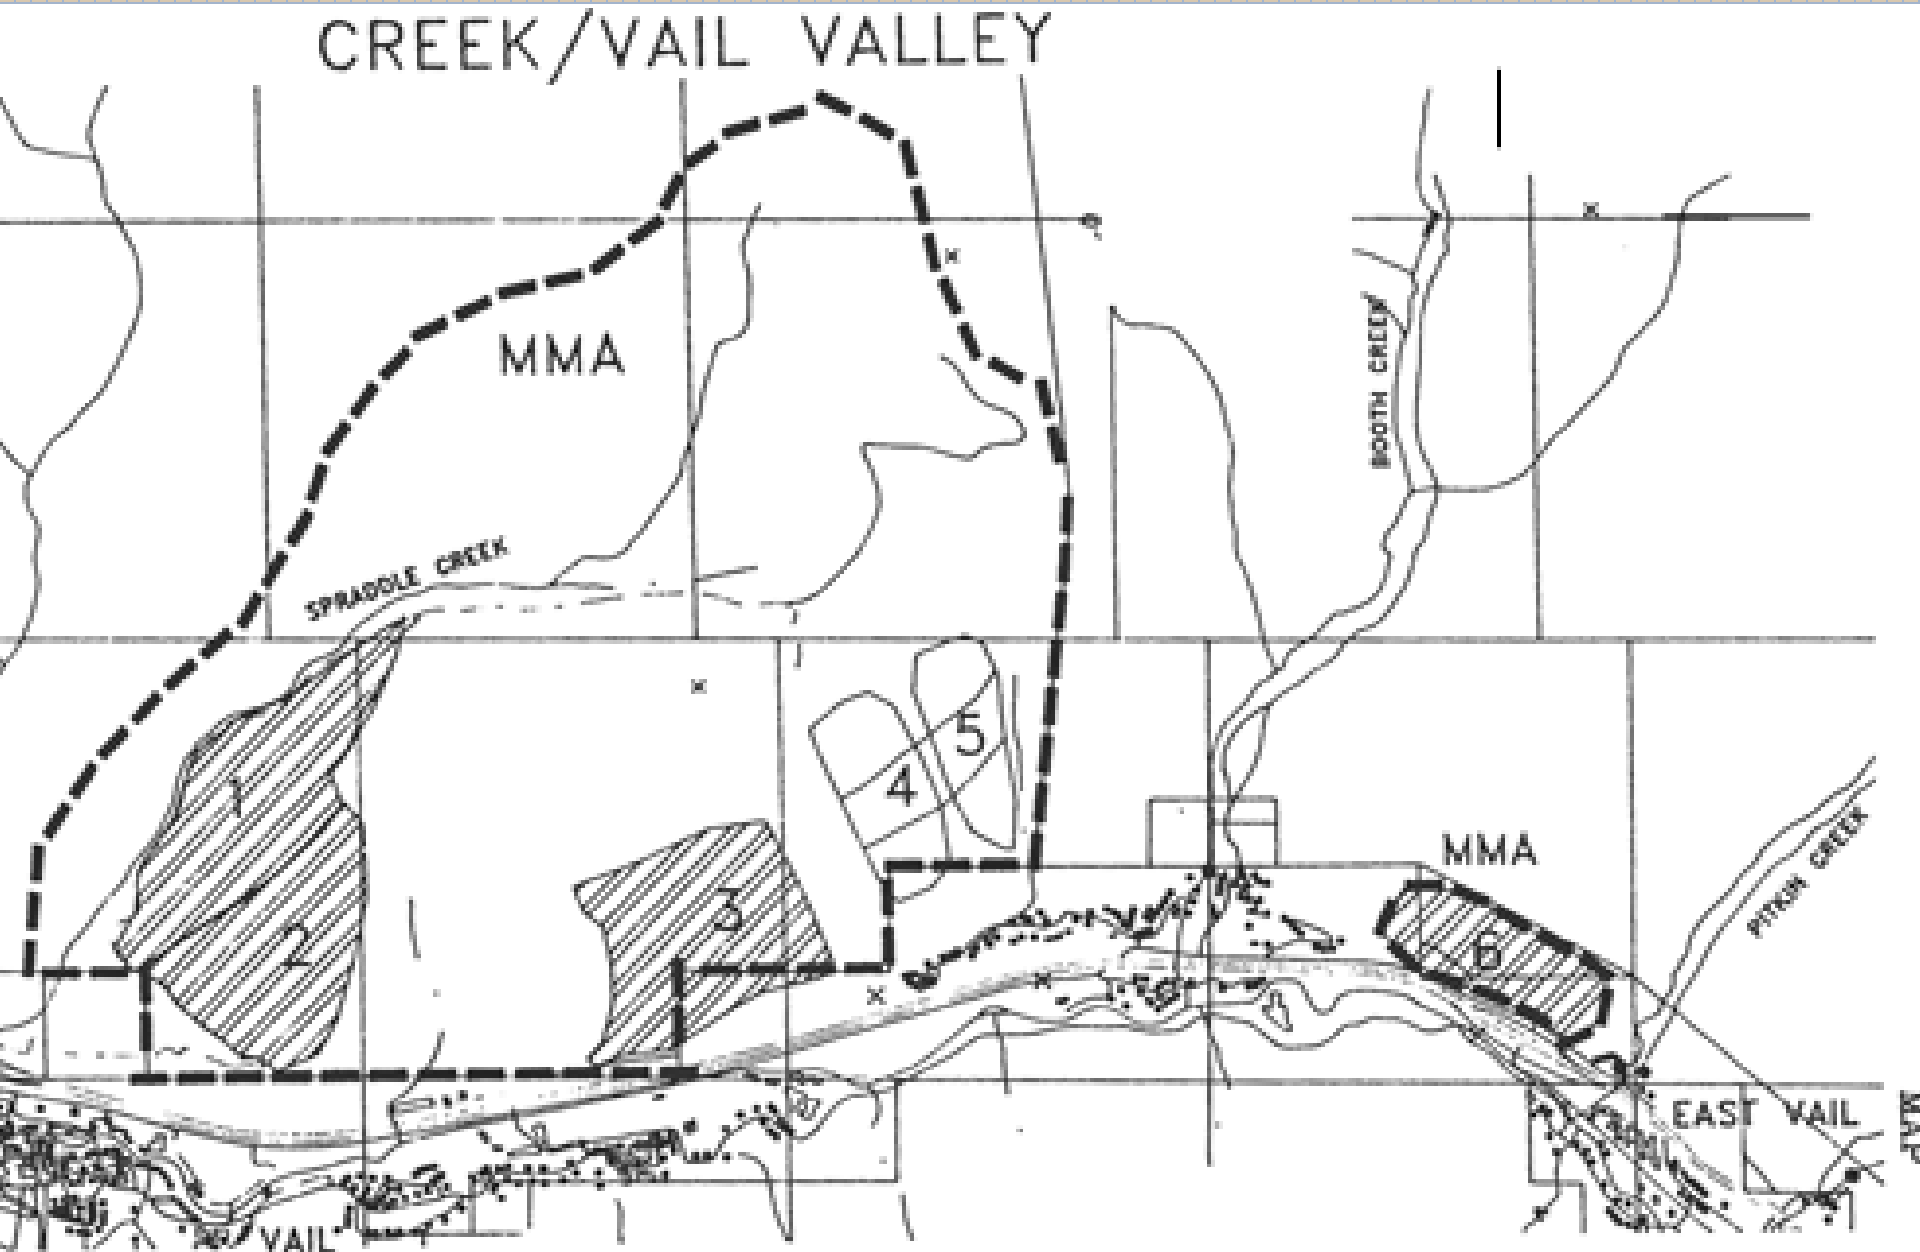 CREEK/VAIL VALLEY
MMA
BOOTH CREEK
SPRADDLE CREEK
1
2
3
4
5
MMA
6
PITKIN CREEK
EAST VAIL
VAIL